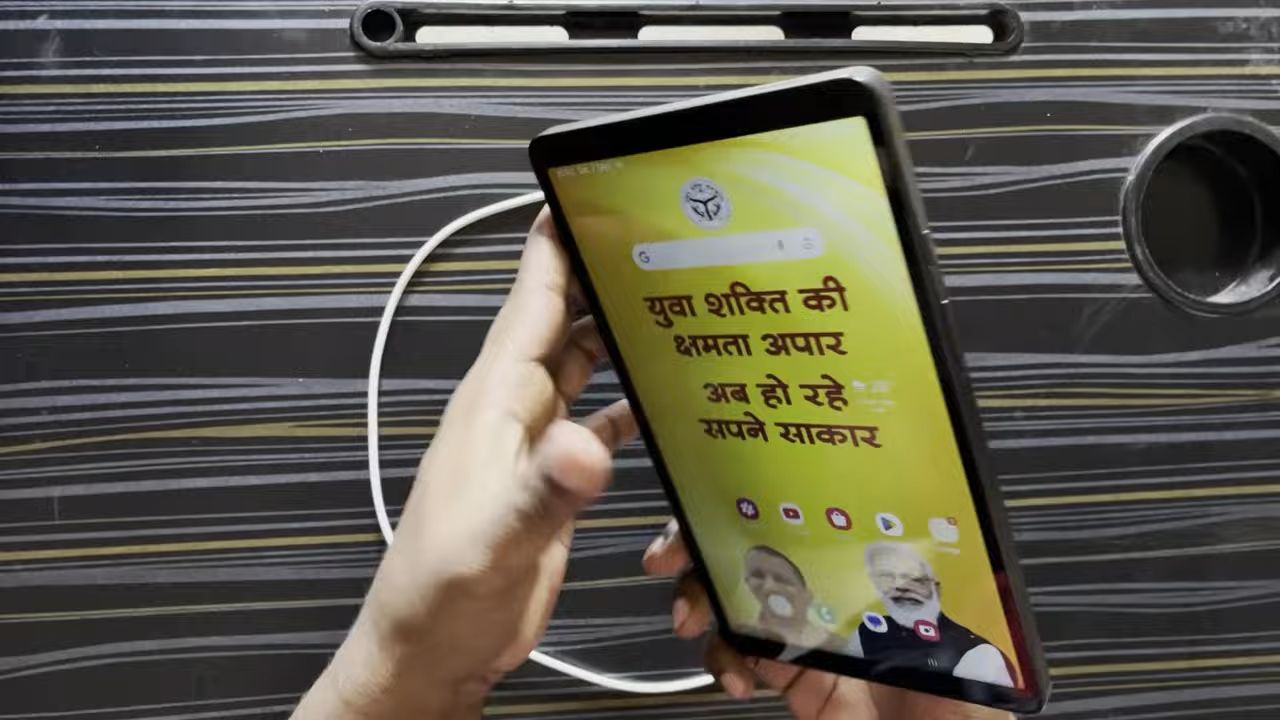 G
युवा शक्ति की
क्षमता अपार
अब हो रहे
सपने साकार